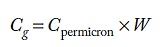 C_g = C_permicron × W